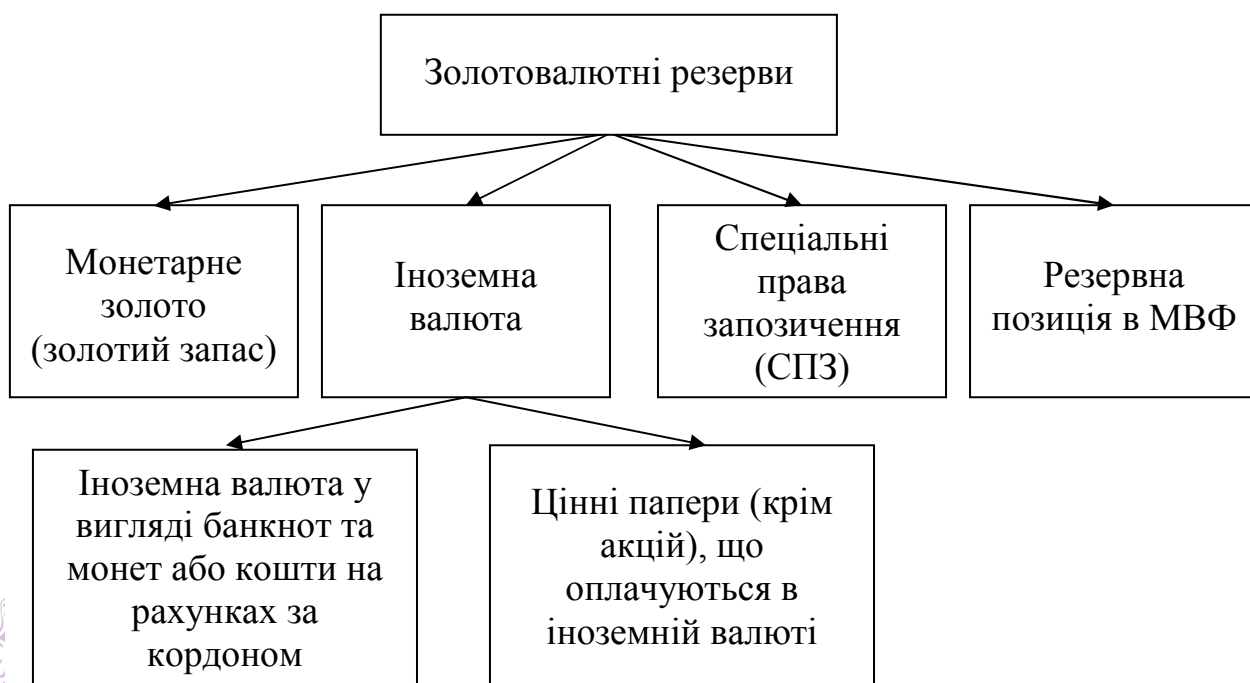 Золотовалютні резерви
Монетарне
золото
(золотий запас)
Іноземна
валюта
Спеціальні
права
запозичення
(СПЗ)
Резервна
позиція в МВФ
Іноземна валюта у
вигляді банкнот та
монет або кошти на
рахунках за
кордоном
Цінні папери (крім
акцій), що
оплачуються в
іноземній валюті